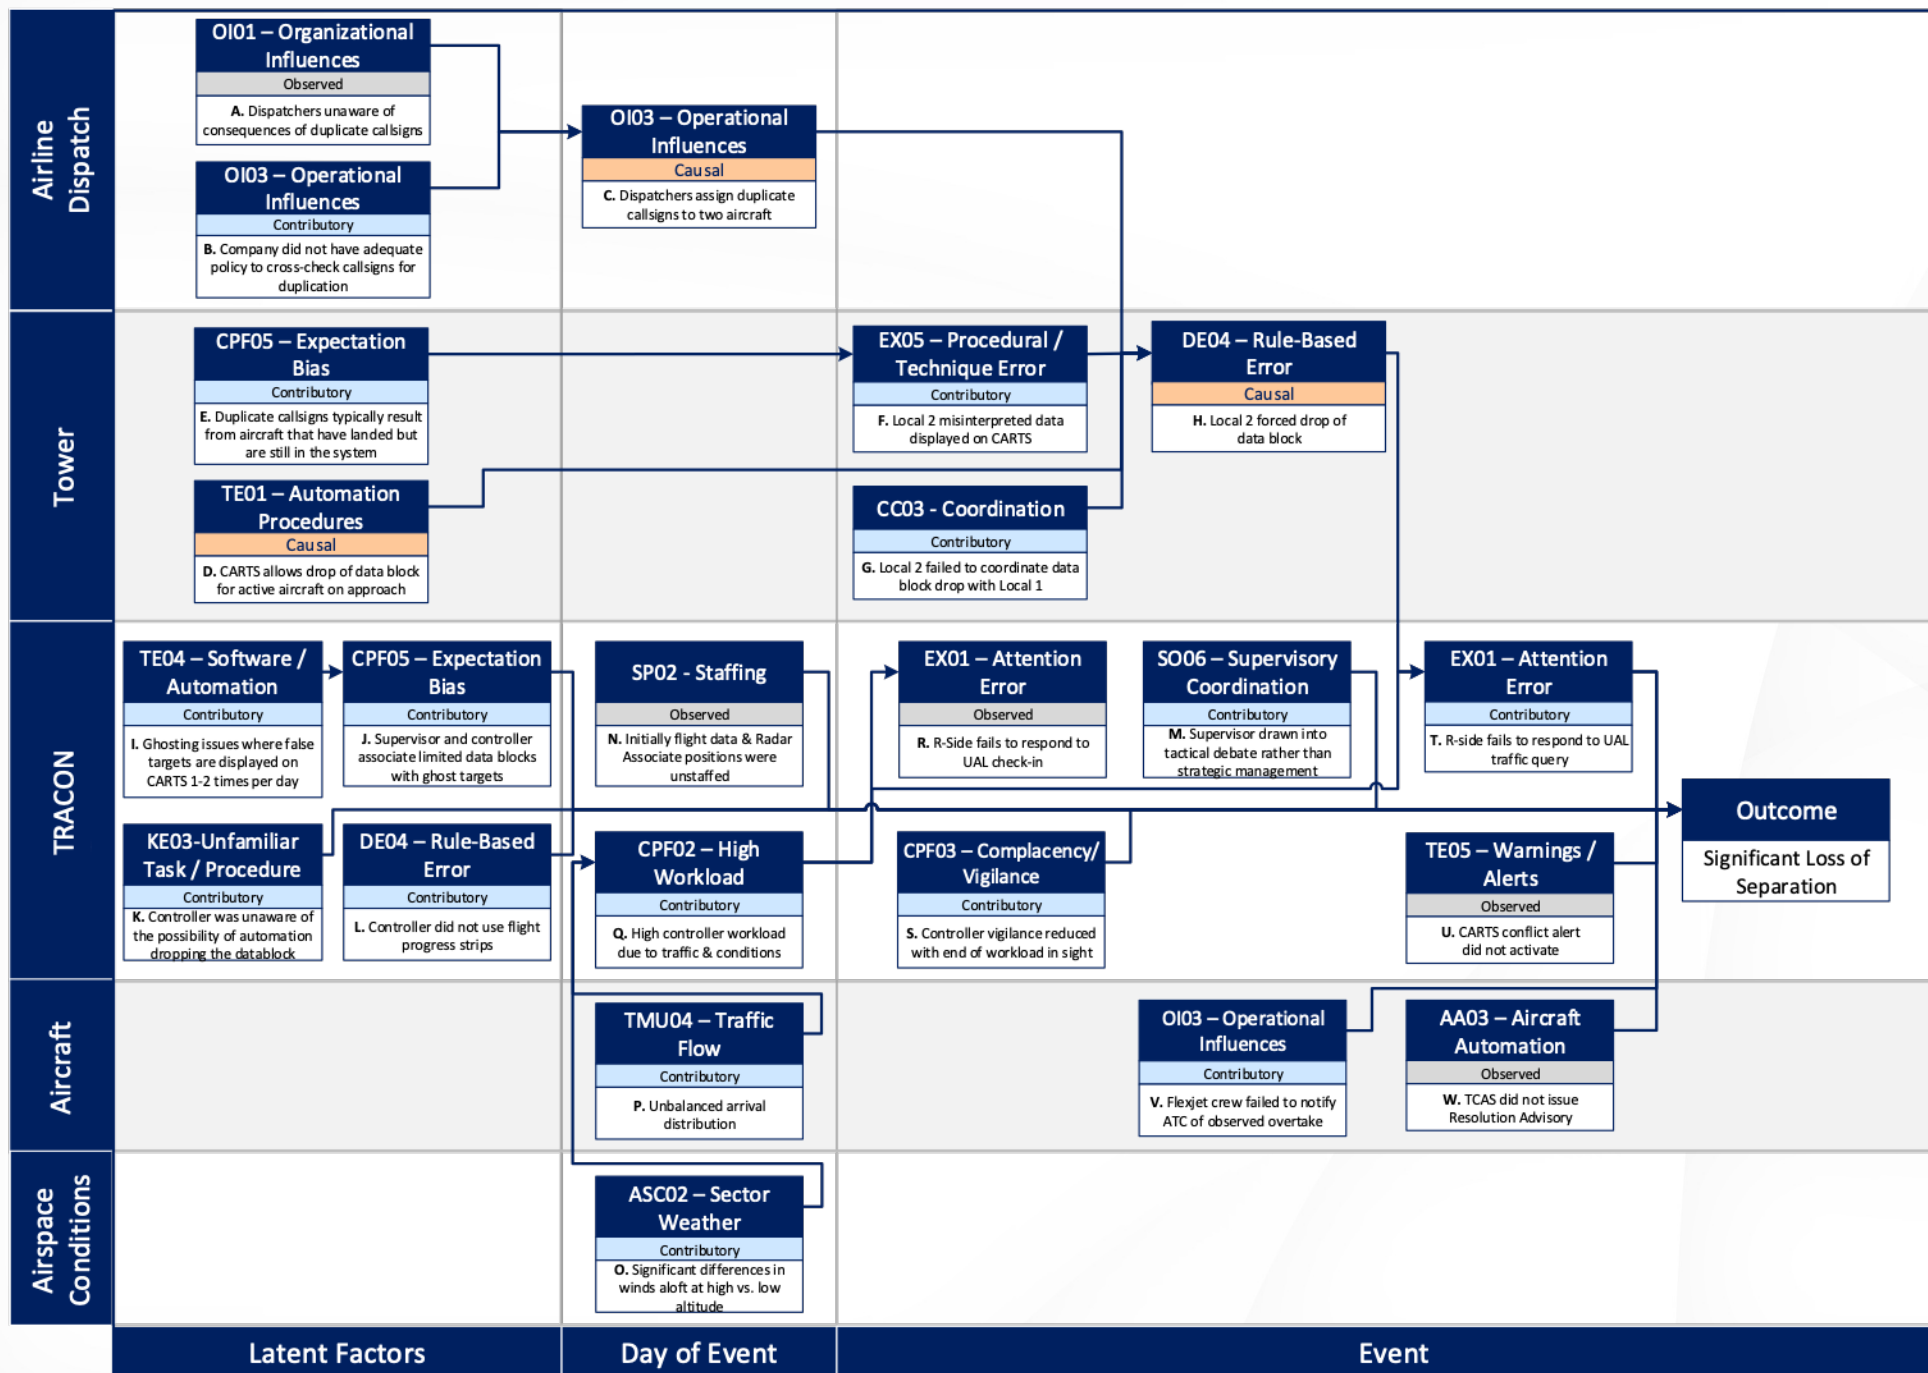 Airline
Dispatch
OI01 – Organizational
Influences
Observed
A. Dispatchers unaware of
consequences of duplicate callsigns
OI03 – Operational
Influences
Contributory
B. Company did not have adequate
policy to cross-check callsigns for
duplication
OI03 – Operational
Influences
Causal
C. Dispatchers assign duplicate
callsigns to two aircraft
Tower
CPF05 – Expectation
Bias
Contributory
E. Duplicate callsigns typically result
from aircraft that have landed but
are still in the system
TE01 – Automation
Procedures
Causal
D. CARTS allows drop of data block
for active aircraft on approach
EX05 – Procedural /
Technique Error
Contributory
F. Local 2 misinterpreted data
displayed on CARTS
CC03 - Coordination
Contributory
G. Local 2 failed to coordinate data
block drop with Local 1
DE04 – Rule-Based
Error
Causal
H. Local 2 forced drop of
data block
TRACON
TE04 – Software /
Automation
Contributory
I. Ghosting issues where false
targets are displayed on
CARTS 1-2 times per day
CPF05 – Expectation
Bias
Contributory
J. Supervisor and controller
associate limited data blocks
with ghost targets
SP02 - Staffing
Observed
N. Initially flight data & Radar
Associate positions were
unstaffed
EX01 – Attention
Error
Observed
R. R-Side fails to respond to
UAL check-in
SO06 – Supervisory
Coordination
Contributory
M. Supervisor drawn into
tactical debate rather than
strategic management
EX01 – Attention
Error
Contributory
T. R-side fails to respond to UAL
traffic query
KE03-Unfamiliar
Task / Procedure
Contributory
K. Controller was unaware of
the possibility of automation
dropping the datablock
DE04 – Rule-Based
Error
Contributory
L. Controller did not use flight
progress strips
CPF02 – High
Workload
Contributory
Q. High controller workload
due to traffic & conditions
CPF03 – Complacency/
Vigilance
Contributory
S. Controller vigilance reduced
with end of workload in sight
TE05 – Warnings /
Alerts
Observed
U. CARTS conflict alert
did not activate
Outcome
Significant Loss of
Separation
Aircraft
TMU04 – Traffic
Flow
Contributory
P. Unbalanced arrival
distribution
OI03 – Operational
Influences
Contributory
V. Flexjet crew failed to notify
ATC of observed overtake
AA03 – Aircraft
Automation
Observed
W. TCAS did not issue
Resolution Advisory
Airspace
Conditions
ASC02 – Sector
Weather
Contributory
O. Significant differences in
winds aloft at high vs. low
altitude
Latent Factors
Day of Event
Event